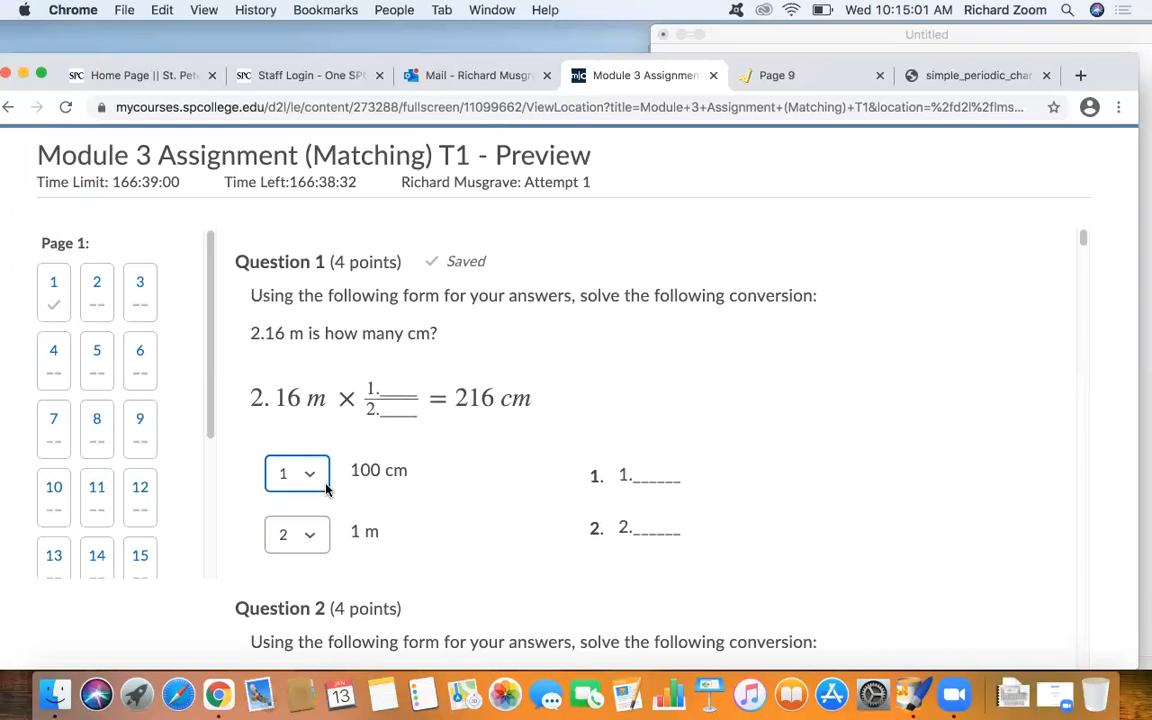 Chrome File Edit View History Bookmarks People Tab Window Help Wed 10:15:01 AM Richard Zoom
Untitled
SPC Home Page || St. Pete × SPC Staff Login - One SP × Mail - Richard Musgr × m|c Module 3 Assignmen × Page 9 × simple_periodic_char × +
mycourses.spcollege.edu/d2l/le/content/273288/fullscreen/11099662/ViewLocation?title=Module+3+Assignment+(Matching)+T1&location=%2fd2l%2flms...
Module 3 Assignment (Matching) T1 - Preview
Time Limit: 166:39:00 Time Left:166:38:32 Richard Musgrave: Attempt 1
Page 1:
1 2 3
-- --
4 5 6
-- -- --
7 8 9
-- -- --
10 11 12
-- -- --
13 14 15
Question 1 (4 points) Saved
Using the following form for your answers, solve the following conversion:
2.16 m is how many cm?
2. 16 m × 1.____ / 2.____ = 216 cm
1 100 cm
2 1 m
1. 1.______
2. 2.______
Question 2 (4 points)
Using the following form for your answers, solve the following conversion:
JAN
13